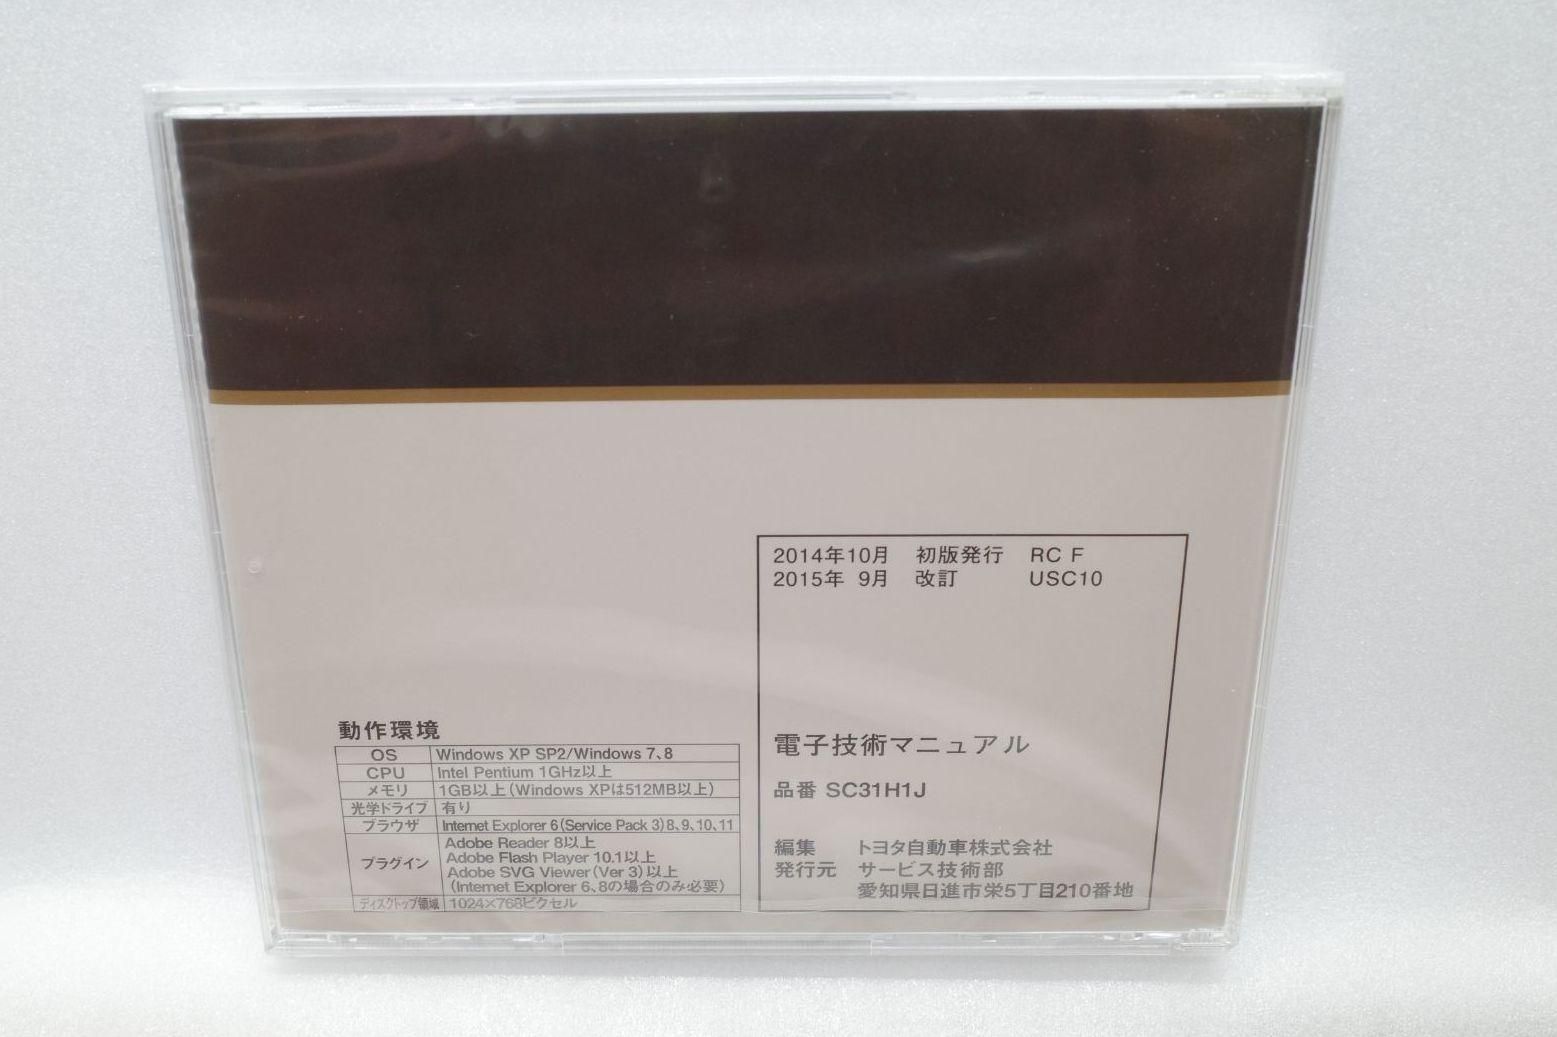 2014年10月 初版発行 RC F
2015年 9月 改訂 USC10
電子技術マニュアル
品番 SC31H1J
編集 トヨタ自動車株式会社
発行元 サービス技術部
愛知県日進市栄5丁目210番地
動作環境
OS Windows XP SP2/Windows 7、8
CPU Intel Pentium 1GHz以上
メモリ 1GB以上(Windows XPは512MB以上)
光学ドライブ 有り
ブラウザ Internet Explorer 6(Service Pack 3)8、9、10、11
プラグイン Adobe Reader 8以上
Adobe Flash Player 10.1以上
Adobe SVG Viewer(Ver 3)以上
(Internet Explorer 6、8の場合のみ必要)
ディスクトップ領域 1024×768ピクセル